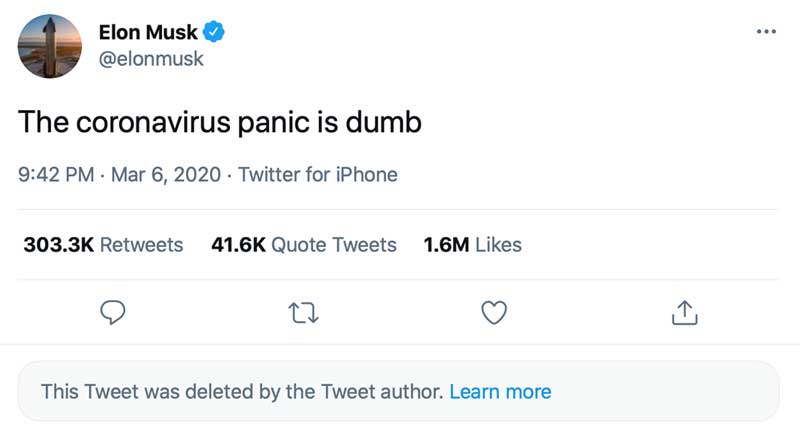 Elon Musk
@elonmusk
The coronavirus panic is dumb
9:42 PM · Mar 6, 2020 · Twitter for iPhone
303.3K Retweets 41.6K Quote Tweets 1.6M Likes
This Tweet was deleted by the Tweet author. Learn more